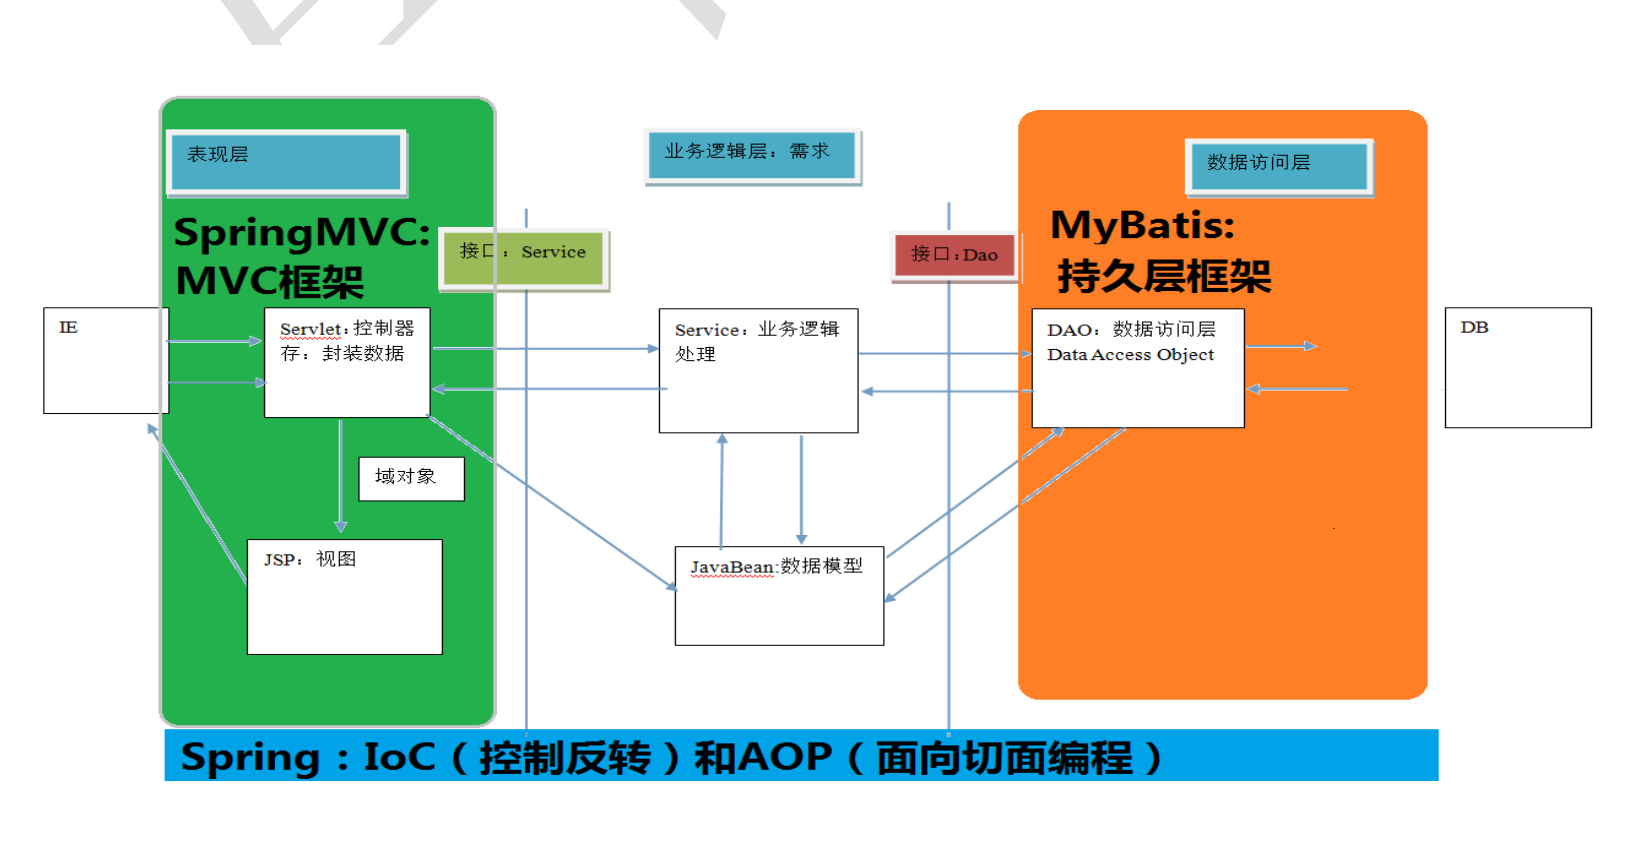 表现层
业务逻辑层：需求
数据访问层
SpringMVC:
MVC框架
接口：Service
接口:Dao
MyBatis:
持久层框架
IE
Servlet:控制器
存：封装数据
Service：业务逻辑
处理
DAO：数据访问层
Data Access Object
DB
域对象
JSP：视图
JavaBean:数据模型
Spring：IoC（控制反转）和AOP（面向切面编程）